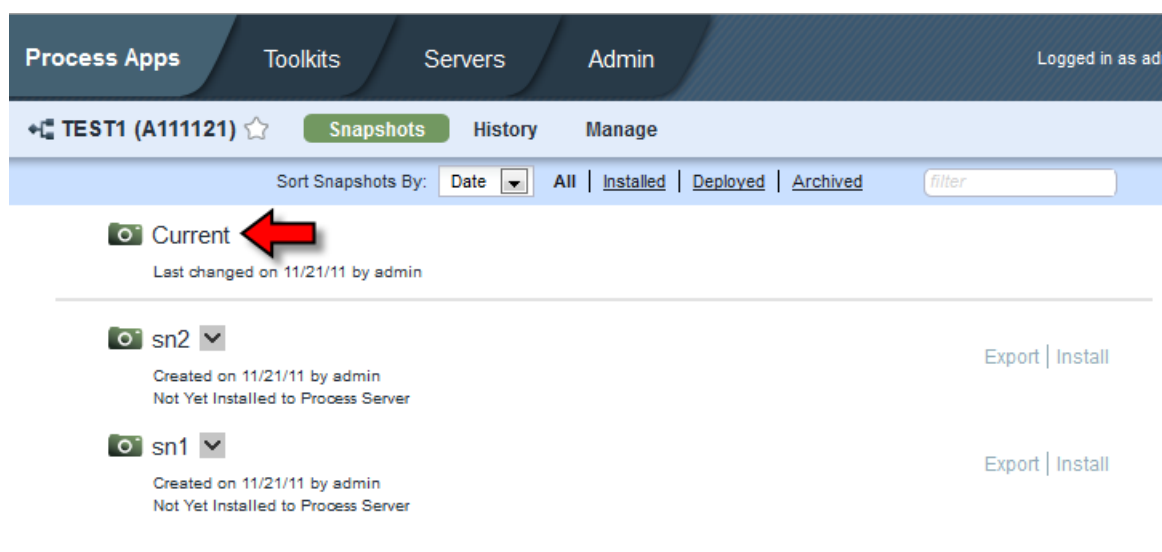 Process Apps Toolkits Servers Admin Logged in as ad
TEST1 (A111121) Snapshots History Manage
Sort Snapshots By: Date All | Installed | Deployed | Archived filter
Current
Last changed on 11/21/11 by admin
sn2
Export | Install
Created on 11/21/11 by admin
Not Yet Installed to Process Server
sn1
Export | Install
Created on 11/21/11 by admin
Not Yet Installed to Process Server